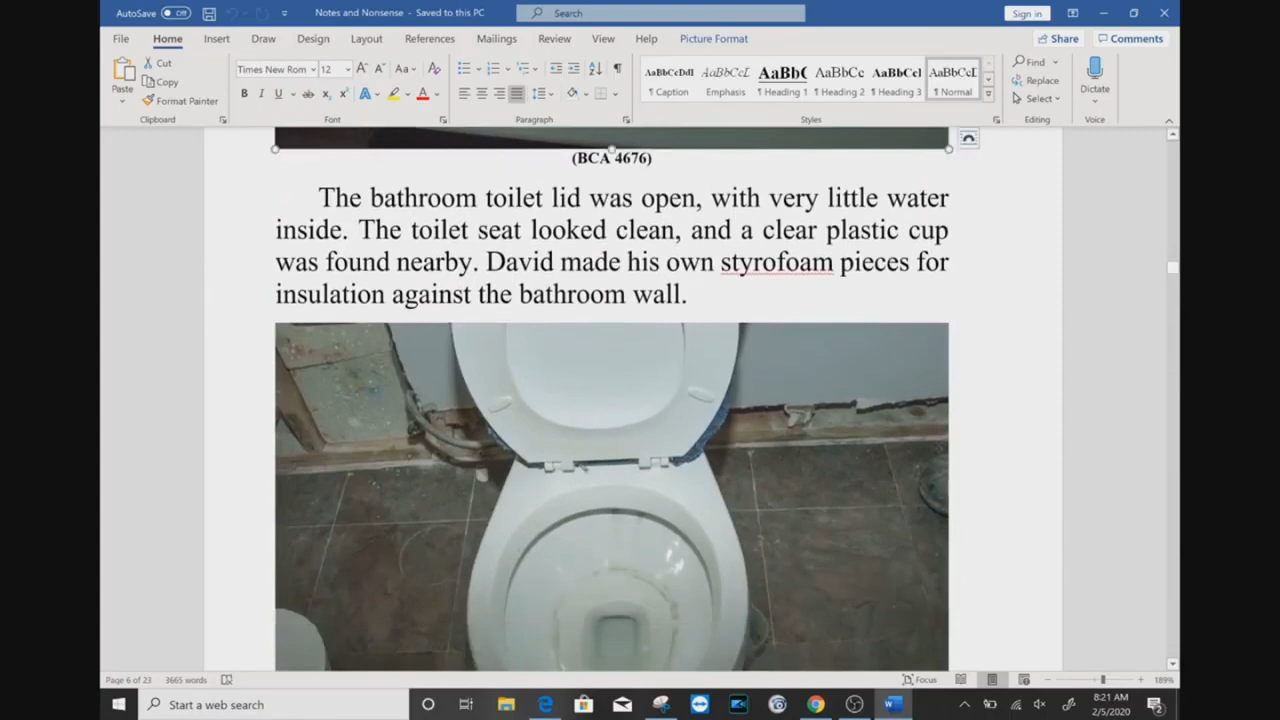 AutoSave Off Notes and Nonsense - Saved to this PC Search Sign in
File Home Insert Draw Design Layout References Mailings Review View Help Picture Format Share Comments
Paste Cut Copy Format Painter
Times New Rom 12
AaBbCcDdI AaBbCcL AaBb( AaBbCc AaBbCcI AaBbCcD
¶ Caption Emphasis ¶ Heading 1 ¶ Heading 2 ¶ Heading 3 ¶ Normal
Find Replace Select Dictate
Clipboard Font Paragraph Styles Editing Voice
(BCA 4676)
The bathroom toilet lid was open, with very little water
inside. The toilet seat looked clean, and a clear plastic cup
was found nearby. David made his own styrofoam pieces for
insulation against the bathroom wall.
Page 6 of 23 3665 words Focus 189%
Start a web search 8:21 AM
2/5/2020 2